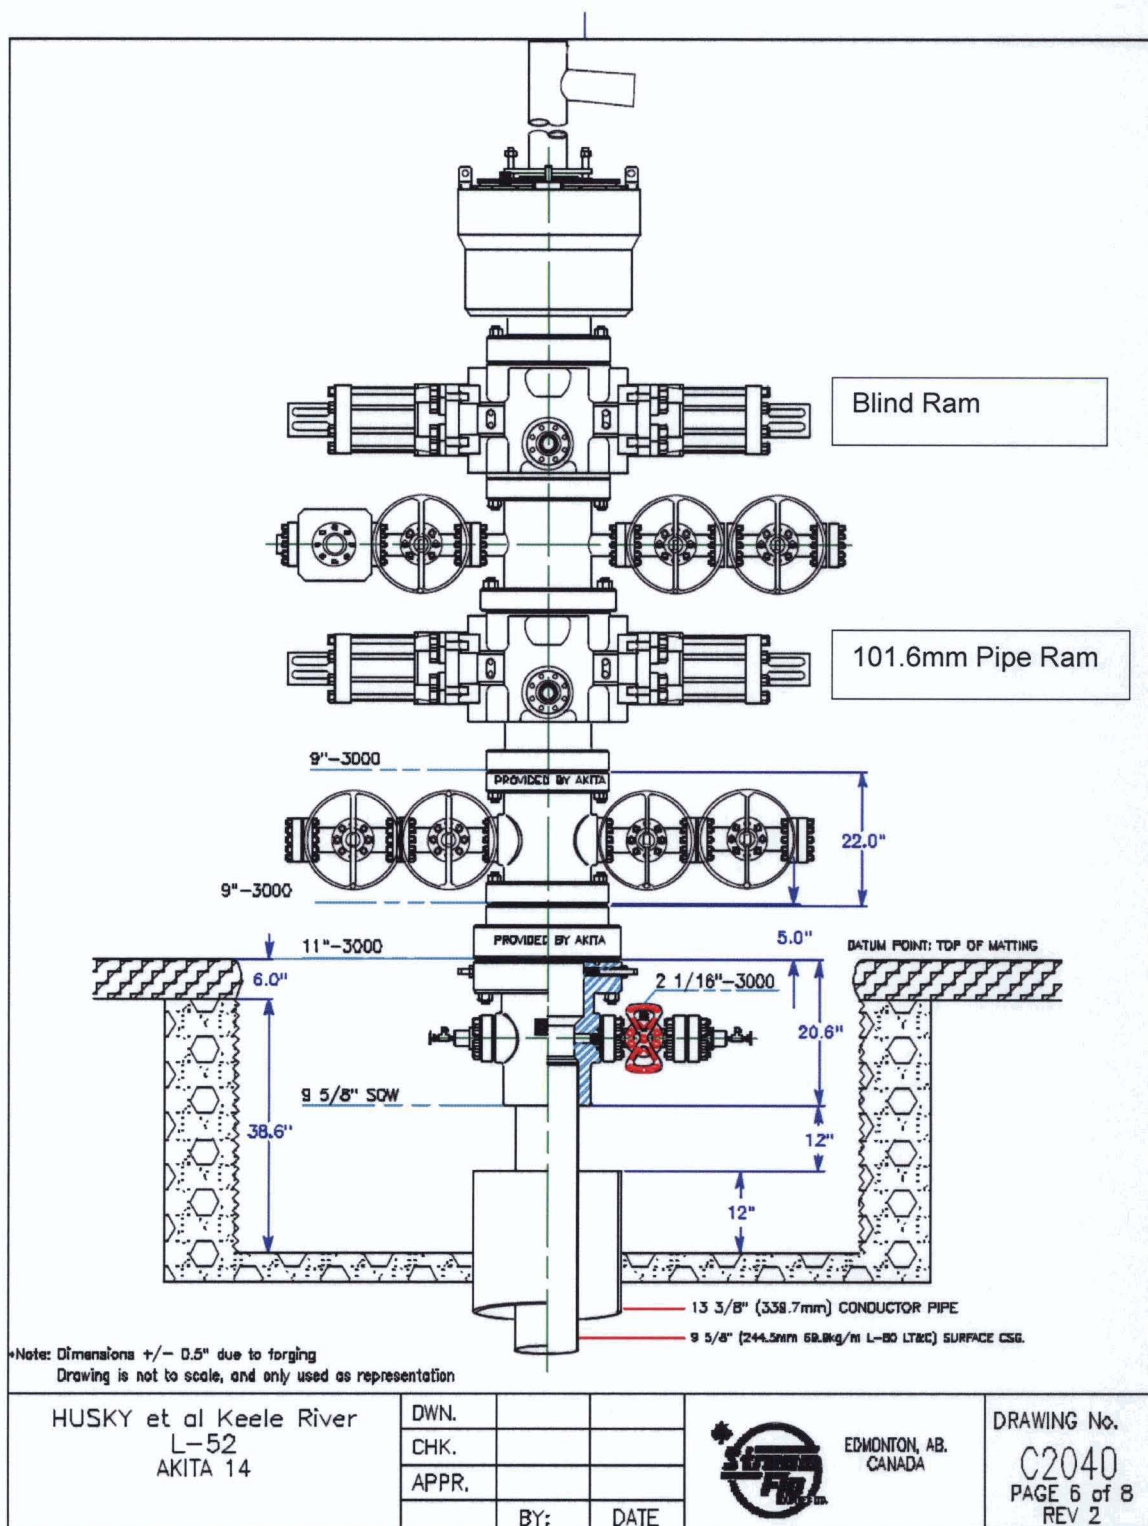 Blind Ram
101.6mm Pipe Ram
9"-3000
PROVIDED BY AKITA
22.0"
9"-3000
PROVIDED BY AKITA
5.0"
11"-3000
DATUM POINT: TOP OF MATTING
6.0"
2 1/16"-3000
20.6"
9 5/8" SOW
38.6"
12"
12"
13 3/8" (339.7mm) CONDUCTOR PIPE
9 5/8" (244.5mm 59.8kg/m L-80 LT&C) SURFACE CSG.
*Note: Dimensions +/- 0.5" due to forging
Drawing is not to scale, and only used as representation
HUSKY et al Keele River
L-52
AKITA 14
DWN.
CHK.
APPR.
BY: DATE
EDMONTON, AB.
CANADA
DRAWING No.
C2040
PAGE 6 of 8
REV 2